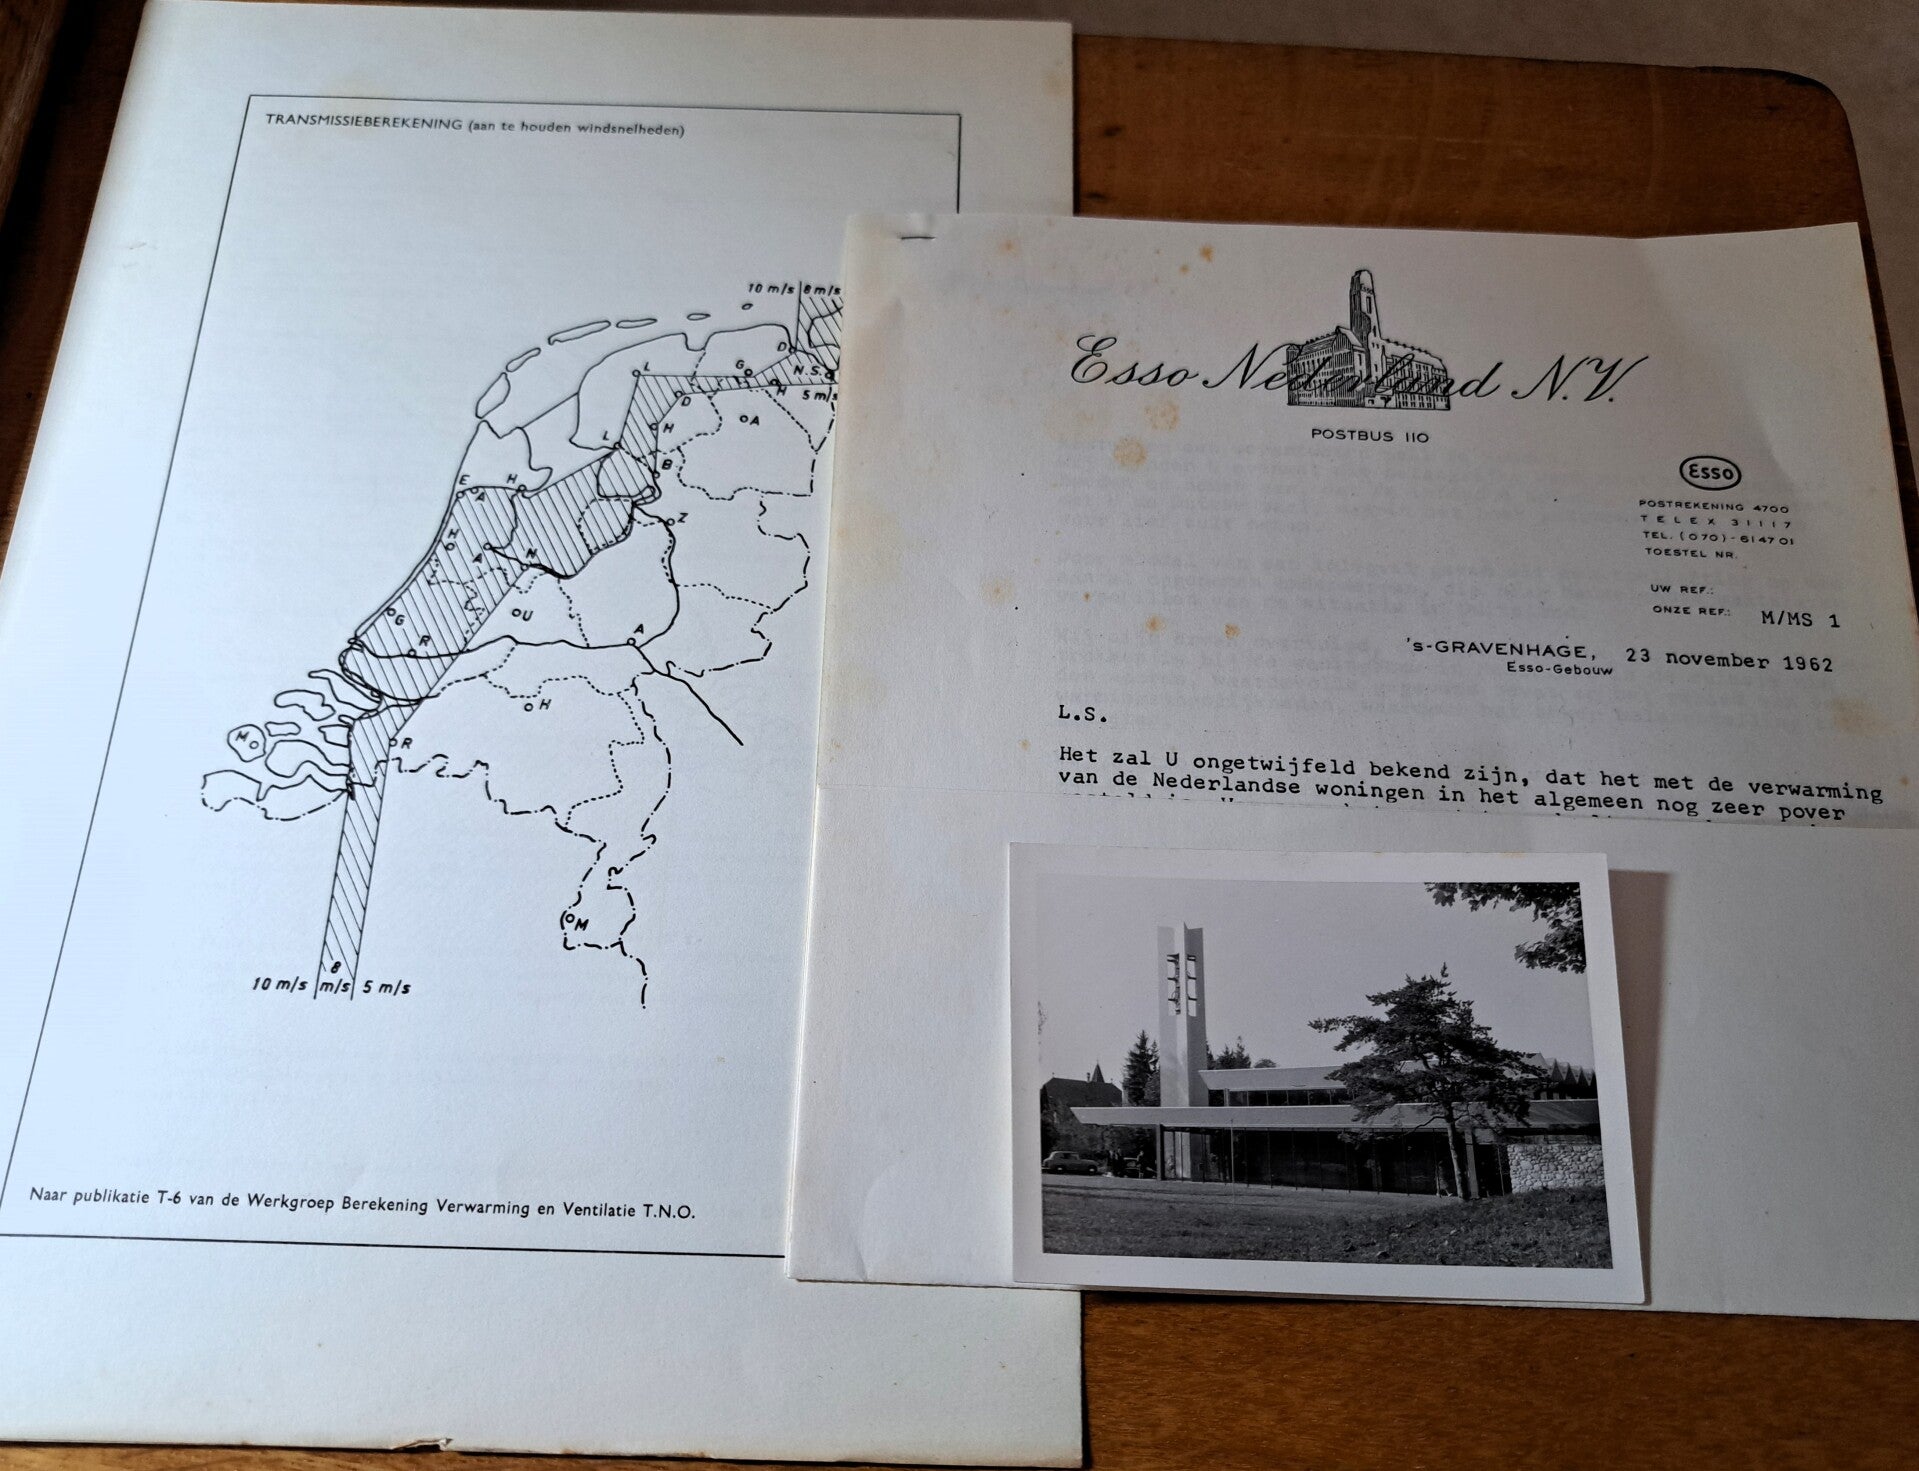 TRANSMISSIEBEREKENING (aan te houden windsnelheden)
10 m/s 8 m/s
D
L
G
N.S.
H
5 m/s
D
A
L
H
B
E
A
H
Z
H
A
N
G
U
R
A
H
M
R
M
8
10 m/s m/s 5 m/s
Naar publikatie T-6 van de Werkgroep Berekening Verwarming en Ventilatie T.N.O.
Esso
Esso Nederland N.V.
POSTBUS 110
Esso
POSTREKENING 4700
TELEX 31117
TEL. (070)-614701
TOESTEL NR.
UW REF.:
ONZE REF.: M/MS 1
's-GRAVENHAGE, 23 november 1962
Esso-Gebouw
L.S.
Het zal U ongetwijfeld bekend zijn, dat het met de verwarming
van de Nederlandse woningen in het algemeen nog zeer pover